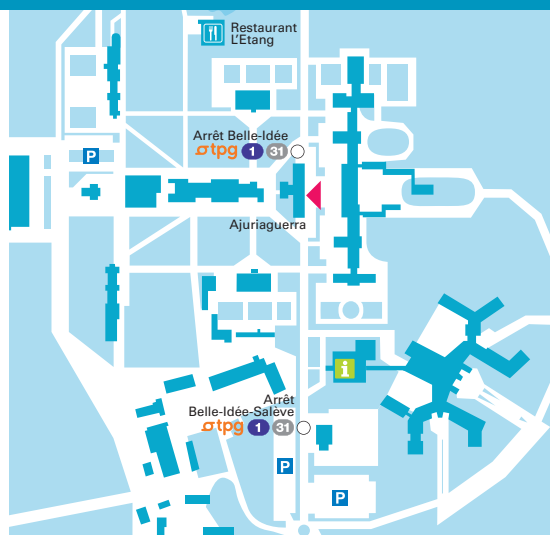 Restaurant
L'Etang
Arrêt Belle-Idée
tpg 1 31
P
Ajuriaguerra
i
Arrêt
Belle-Idée-Salève
tpg 1 31
P
P